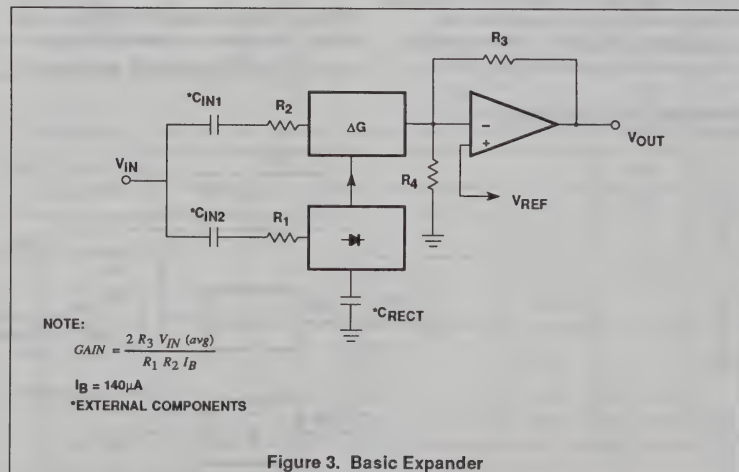 R3
*CIN1
R2
ΔG
VIN
VOUT
R4
VREF
*CIN2
R1
*CRECT
−
+
NOTE:
GAIN = 2 R3 VIN (avg) / R1 R2 IB
IB = 140μA
*EXTERNAL COMPONENTS
Figure 3. Basic Expander